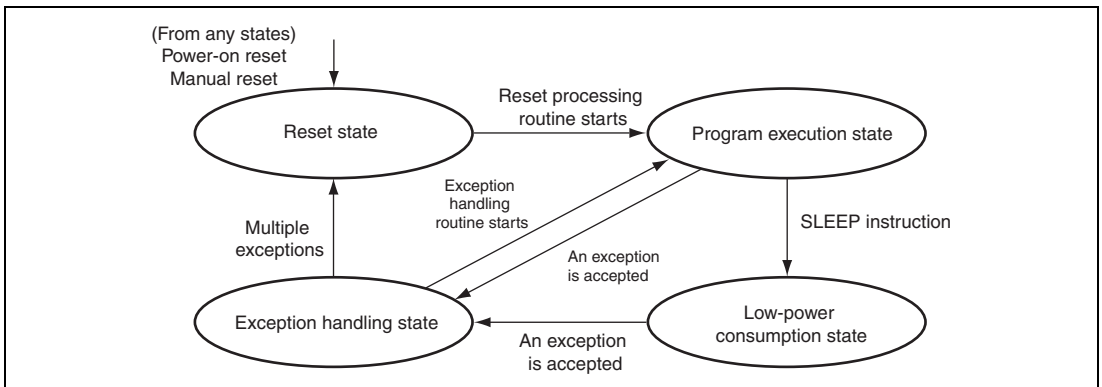 (From any states)
Power-on reset
Manual reset
Reset processing
routine starts
Reset state
Program execution state
Exception
handling
routine starts
Multiple
exceptions
SLEEP instruction
An exception
is accepted
Exception handling state
Low-power
consumption state
An exception
is accepted